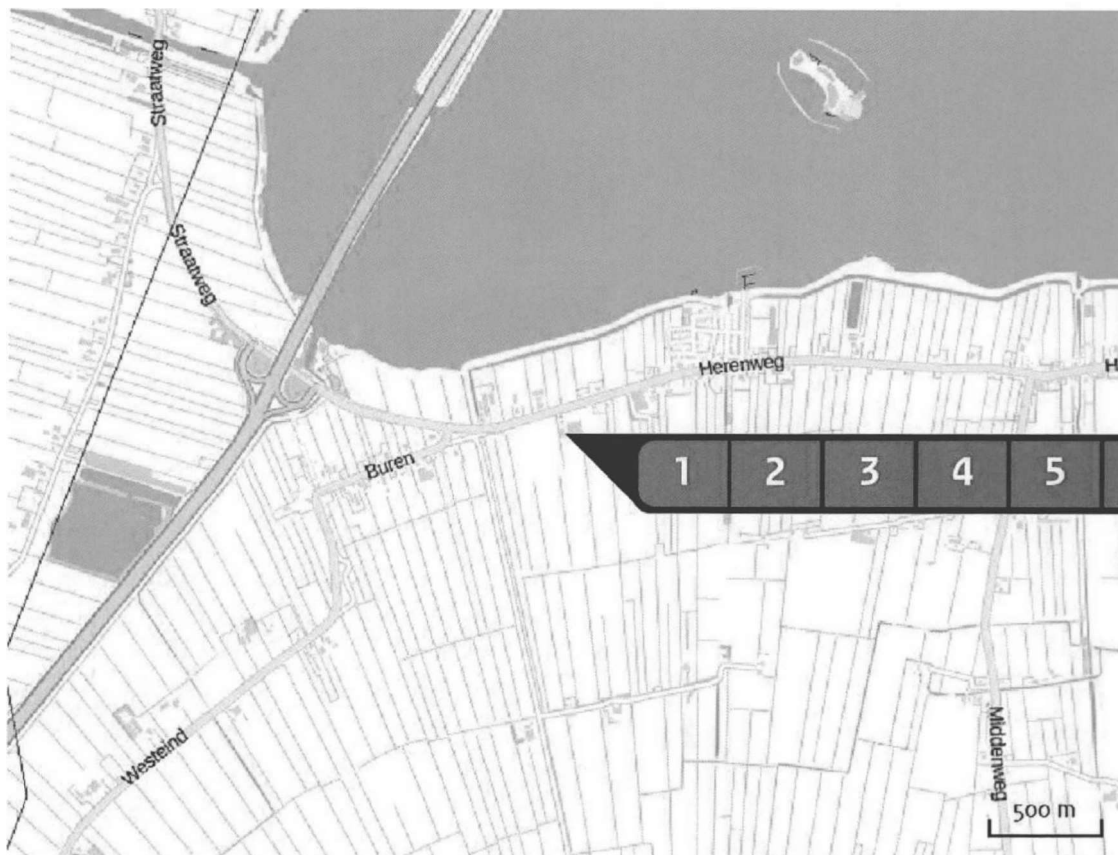 Straatweg
Straatweg
Herenweg
H
Buren
1 2 3 4 5
Westeind
Middenweg
500 m